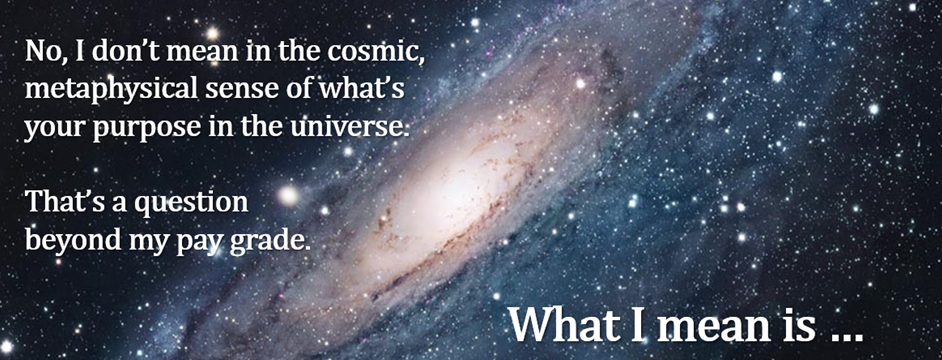 No, I don’t mean in the cosmic,
metaphysical sense of what’s
your purpose in the universe.
That’s a question
beyond my pay grade.
What I mean is ...